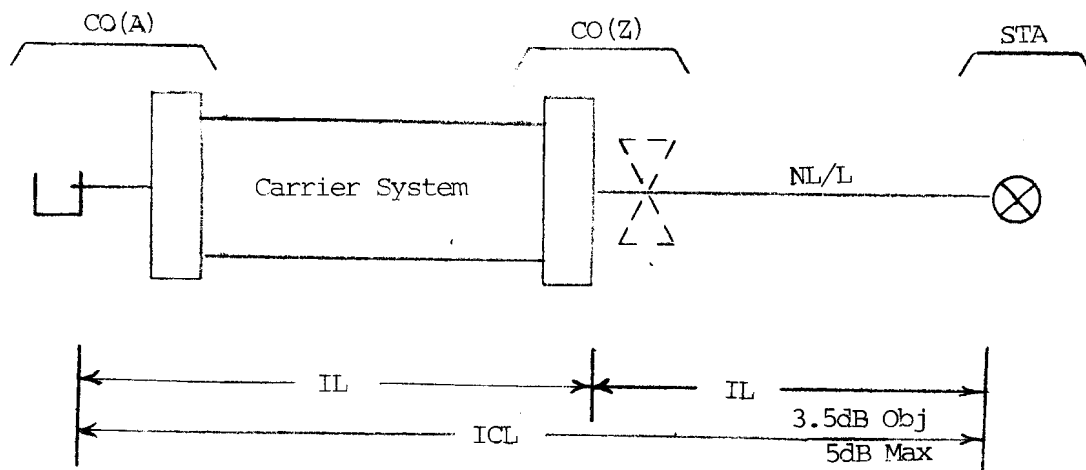 CO(A)
CO(Z)
STA
Carrier System
NL/L
IL
IL
ICL
3.5dB Obj
5dB Max